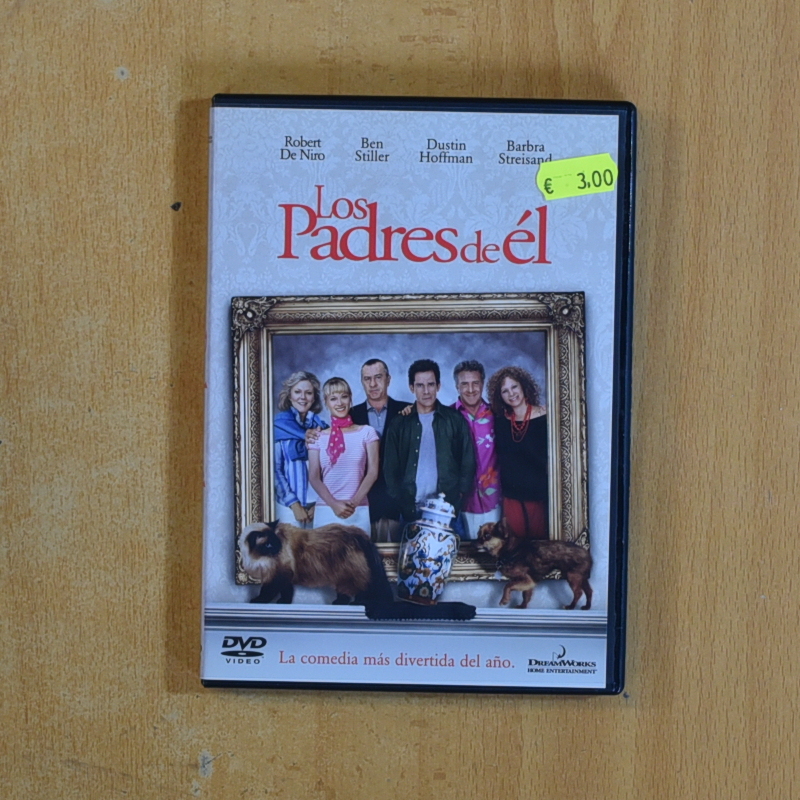 Robert De Niro
Ben Stiller
Dustin Hoffman
Barbra Streisand
€ 3,00
Los
Padres de él
DVD
VIDEO
La comedia más divertida del año.
DREAMWORKS
HOME ENTERTAINMENT